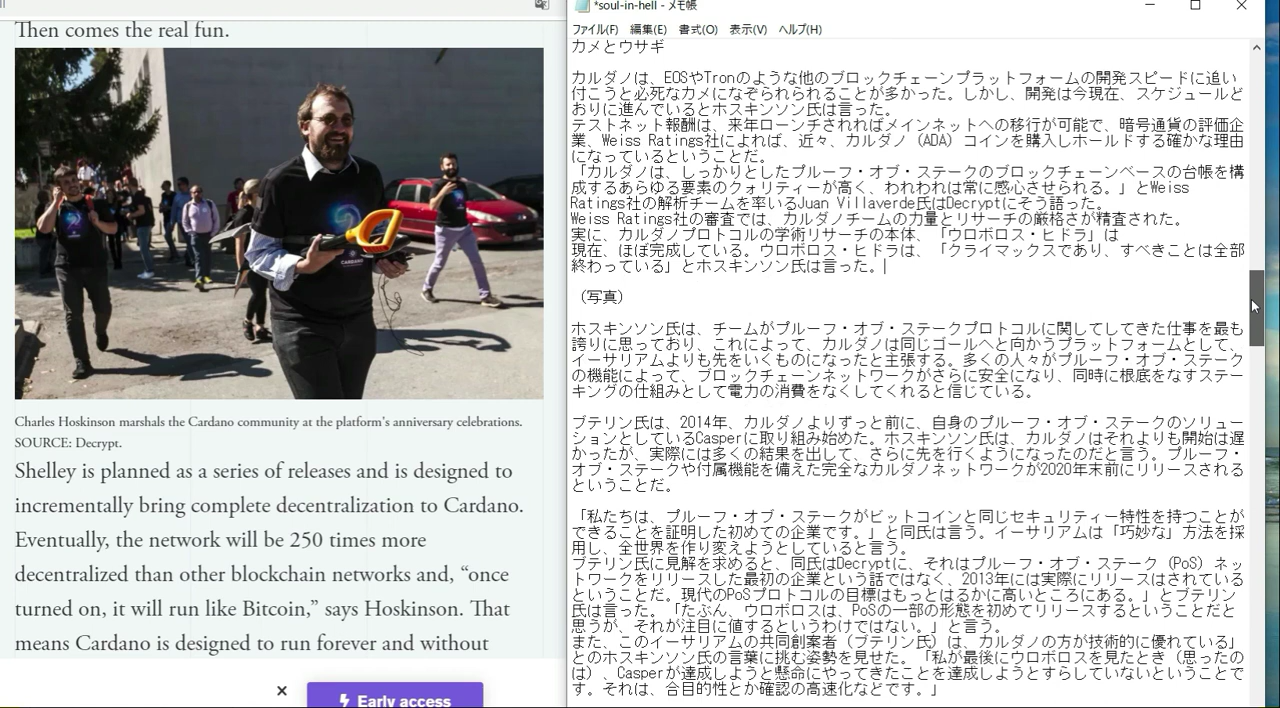 Then comes the real fun.
CARDANO
Charles Hoskinson marshals the Cardano community at the platform's anniversary celebrations.
SOURCE: Decrypt.
Shelley is planned as a series of releases and is designed to
incrementally bring complete decentralization to Cardano.
Eventually, the network will be 250 times more
decentralized than other blockchain networks and, “once
turned on, it will run like Bitcoin,” says Hoskinson. That
means Cardano is designed to run forever and without
× Early access
*soul-in-hell - メモ帳
ファイル(F) 編集(E) 書式(O) 表示(V) ヘルプ(H)
カメとウサギ
カルダノは、EOSやTronのような他のブロックチェーンプラットフォームの開発スピードに追い
付こうと必死なカメになぞられられることが多かった。しかし、開発は今現在、スケジュールど
おりに進んでいるとホスキンソン氏は言った。
テストネット報酬は、来年ローンチされればメインネットへの移行が可能で、暗号通貨の評価企
業、Weiss Ratings社によれば、近々、カルダノ（ADA）コインを購入しホールドする確かな理由
になっているということだ。
「カルダノは、しっかりとしたプルーフ・オブ・ステークのブロックチェーンベースの台帳を構
成するあらゆる要素のクォリティーが高く、われわれは常に感心させられる。」とWeiss
Ratings社の解析チームを率いるJuan Villaverde氏はDecryptにそう語った。
Weiss Ratings社の審査では、カルダノチームの力量とリサーチの厳格さが精査された。
実に、カルダノプロトコルの学術リサーチの本体、「ウロボロス・ヒドラ」は
現在、ほぼ完成している。ウロボロス・ヒドラは、「クライマックスであり、すべきことは全部
終わっている」とホスキンソン氏は言った。
（写真）
ホスキンソン氏は、チームがプルーフ・オブ・ステークプロトコルに関してしてきた仕事を最も
誇りに思っており、これによって、カルダノは同じゴールへと向かうプラットフォームとして、
イーサリアムよりも先をいくものになったと主張する。多くの人々がプルーフ・オブ・ステーク
の機能によって、ブロックチェーンネットワークがさらに安全になり、同時に根底をなすステー
キングの仕組みとして電力の消費をなくしてくれると信じている。
ブテリン氏は、2014年、カルダノよりずっと前に、自身のプルーフ・オブ・ステークのソリュー
ションとしているCasperに取り組み始めた。ホスキンソン氏は、カルダノはそれよりも開始は遅
かったが、実際には多くの結果を出して、さらに先を行くようになったのだと言う。プルーフ・
オブ・ステークや付属機能を備えた完全なカルダノネットワークが2020年末前にリリースされる
ということだ。
「私たちは、プルーフ・オブ・ステークがビットコインと同じセキュリティー特性を持つことが
できることを証明した初めての企業です。」と同氏は言う。イーサリアムは「巧妙な」方法を採
用し、全世界を作り変えようとしていると言う。
ブテリン氏に見解を求めると、同氏はDecryptに、それはプルーフ・オブ・ステーク（PoS）ネッ
トワークをリリースした最初の企業という話ではなく、2013年には実際にリリースはされている
ということだ。現代のPoSプロトコルの目標はもっとはるかに高いところにある。」とブテリン
氏は言った。「たぶん、ウロボロスは、PoSの一部の形態を初めてリリースするということだと
思うが、それが注目に値するというわけではない。」と言う。
また、このイーサリアムの共同創案者（ブテリン氏）は、カルダノの方が技術的に優れている」
とのホスキンソン氏の言葉に挑む姿勢を見せた。「私が最後にウロボロスを見たとき（思ったの
は）、Casperが達成しようと懸命にやってきたことを達成しようとすらしていないということで
す。それは、合目的性とか確認の高速化などです。」